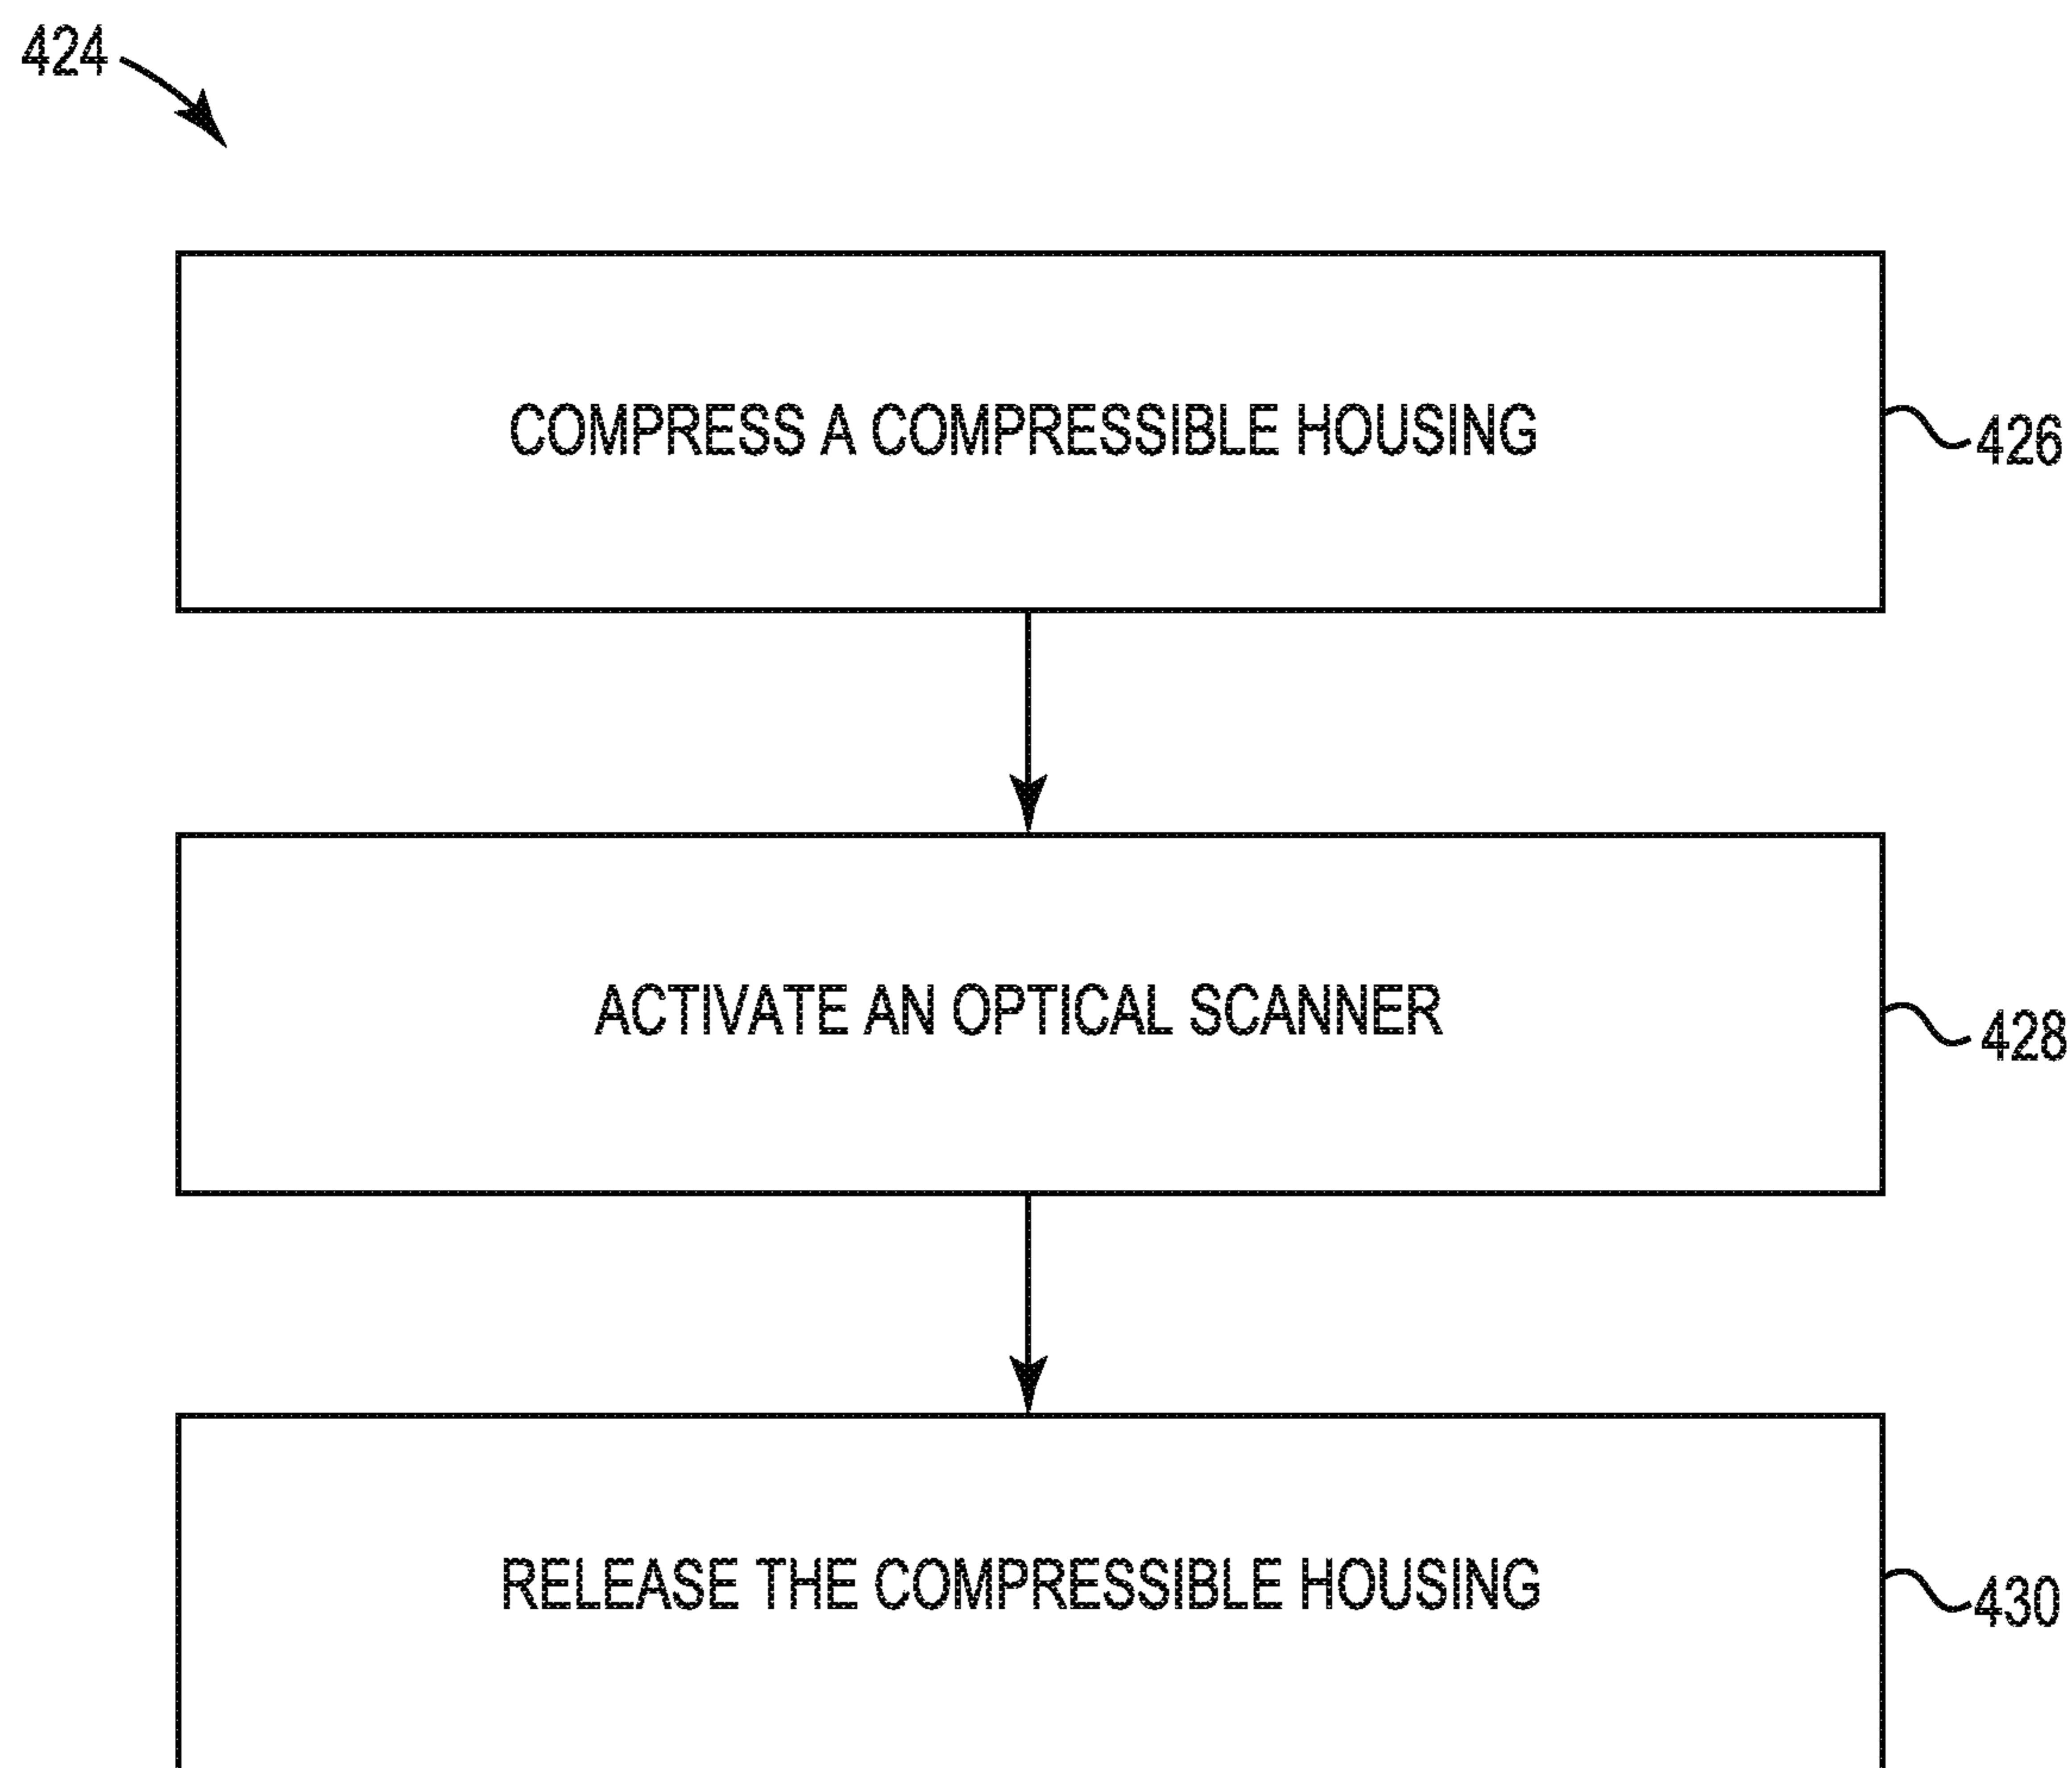 424
COMPRESS A COMPRESSIBLE HOUSING
426
ACTIVATE AN OPTICAL SCANNER
428
RELEASE THE COMPRESSIBLE HOUSING
430